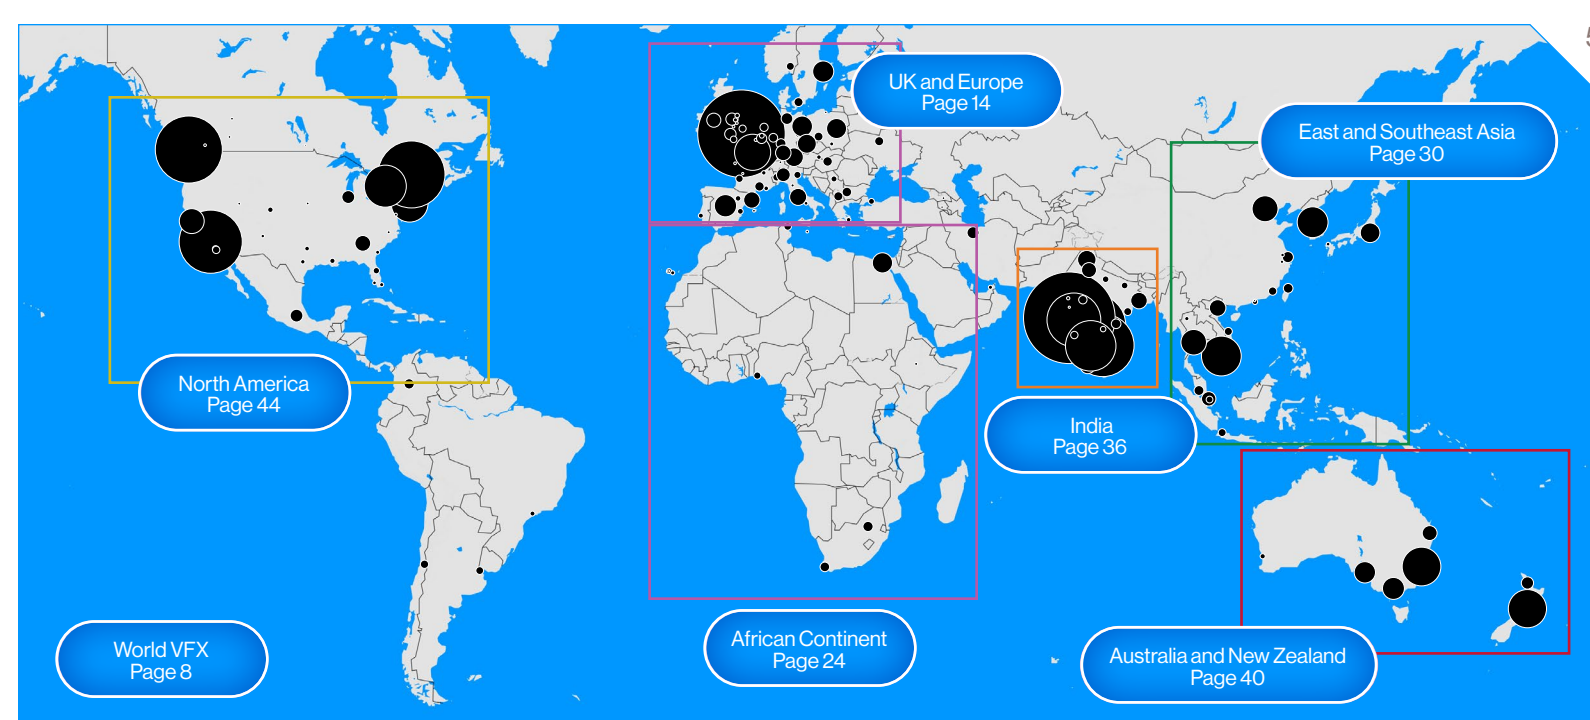 5
UK and Europe
Page 14
East and Southeast Asia
Page 30
North America
Page 44
India
Page 36
World VFX
Page 8
African Continent
Page 24
Australia and New Zealand
Page 40